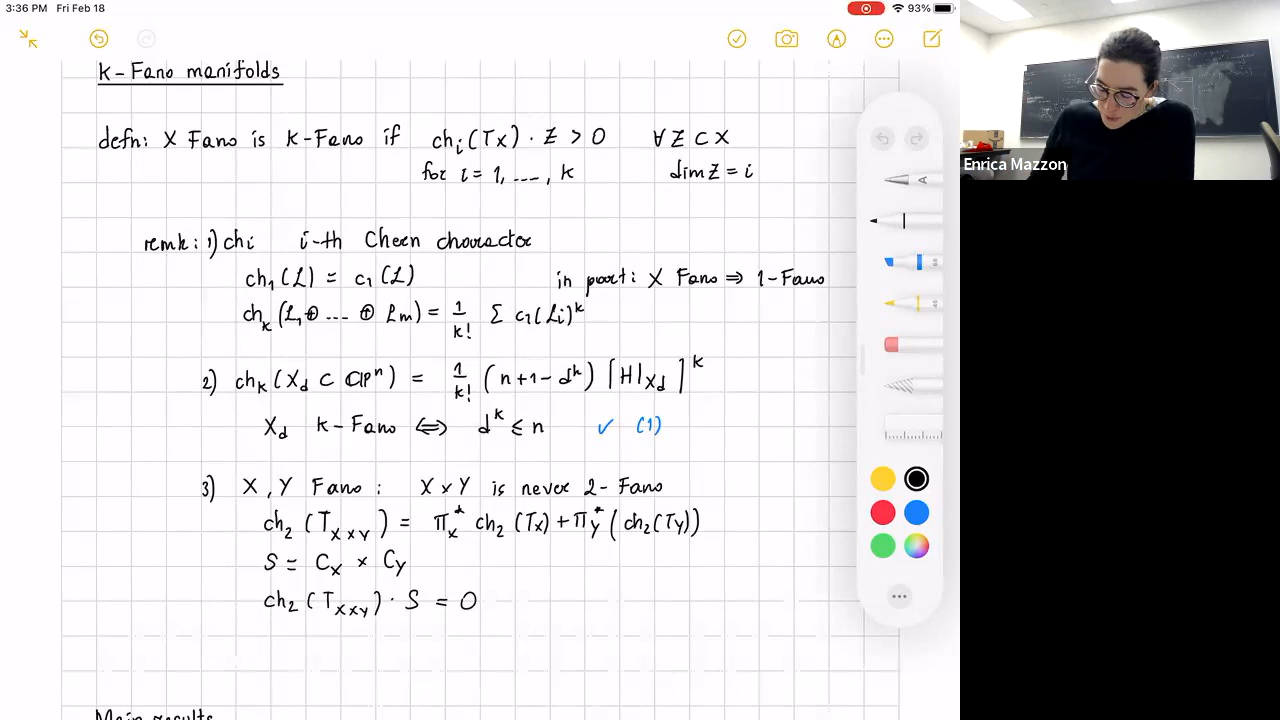 3:36 PM Fri Feb 18
93%
k-Fano manifolds
defn: X Fano is k-Fano if ch_i(T_X) · Z > 0 ∀ Z ⊂ X
for i = 1, ..., k dim Z = i
remk: 1) ch_i i-th Chern character
ch_1(L) = c_1(L) in part: X Fano ⇒ 1-Fano
ch_k(L_1 ⊕ ... ⊕ L_m) = 1/k! Σ c_1(L_i)^k
2) ch_k(X_d ⊂ CP^n) = 1/k! (n+1-d^k) [H|_{X_d}]^k
X_d k-Fano ⇔ d^k ≤ n ✓ (1)
3) X, Y Fano: X×Y is never 2-Fano
ch_2(T_{X×Y}) = π_X^* ch_2(T_X) + π_Y^*(ch_2(T_Y))
S = C_X × C_Y
ch_2(T_{X×Y}) · S = 0
Main results
Enrica Mazzon